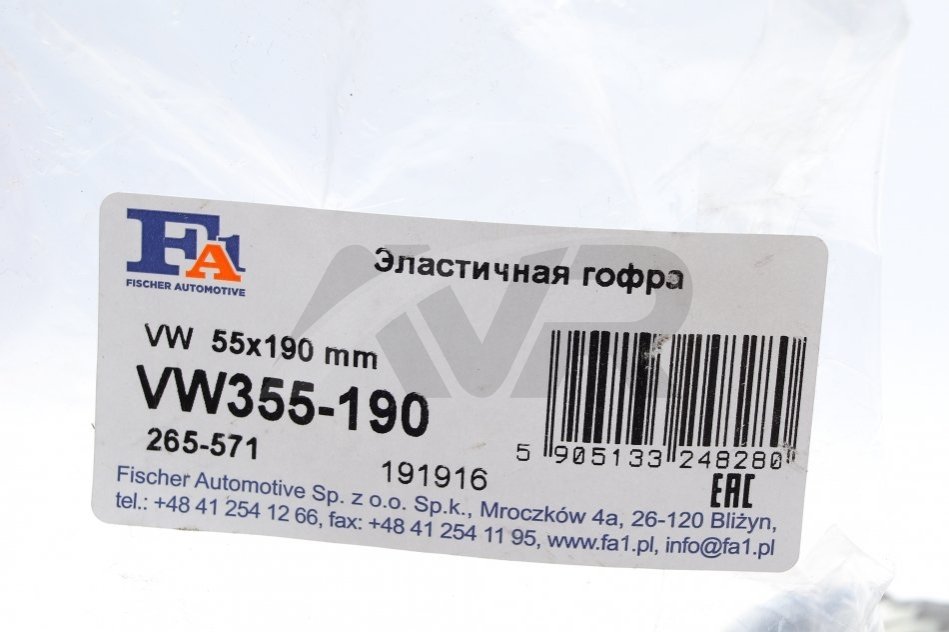 FA1
FISCHER AUTOMOTIVE
Эластичная гофра
VW 55x190 mm
VW355-190
265-571
191916
5 905133 248280
EAC
Fischer Automotive Sp. z o.o. Sp.k., Mroczków 4a, 26-120 Bliżyn,
tel.: +48 41 254 12 66, fax: +48 41 254 11 95, www.fa1.pl, info@fa1.pl